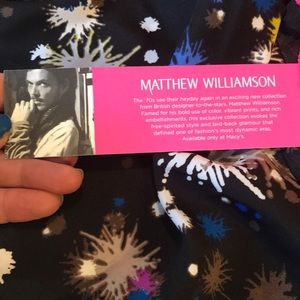 MATTHEW WILLIAMSON
The '70s see their heyday again in an exciting new collection
from British designer-to-the-stars, Matthew Williamson.
Famed for his bold use of color, vibrant prints, and rich
embellishments, this exclusive collection evokes the
free-spirited style and laid-back glamour that
defined one of fashion's most dynamic eras.
Available only at Macy's.